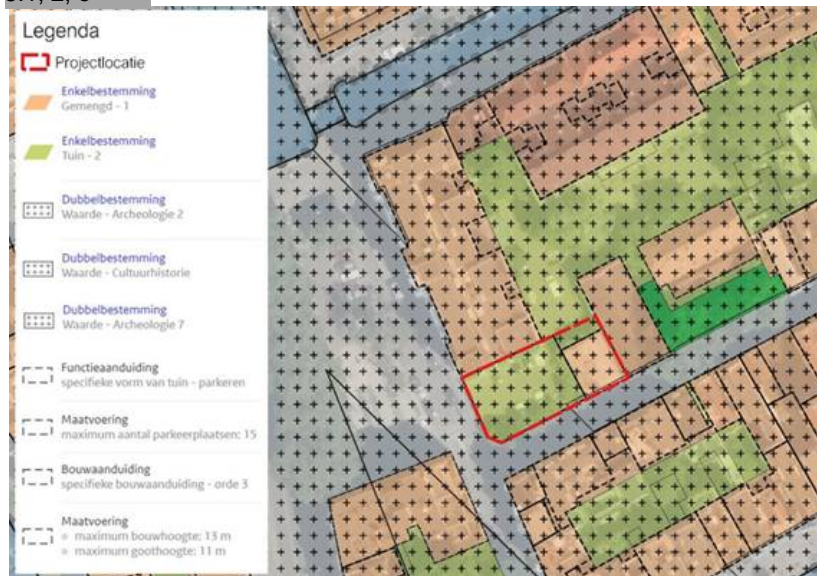 Legenda
Projectlocatie
Enkelbestemming
Gemengd - 1
Enkelbestemming
Tuin - 2
Dubbelbestemming
Waarde - Archeologie 2
Dubbelbestemming
Waarde - Cultuurhistorie
Dubbelbestemming
Waarde - Archeologie 7
Functieaanduiding
specifieke vorm van tuin - parkeren
Maatvoering
maximum aantal parkeerplaatsen: 15
Bouwaanduiding
specifieke bouwaanduiding - orde 3
Maatvoering
maximum bouwhoogte: 13 m
maximum goothoogte: 11 m